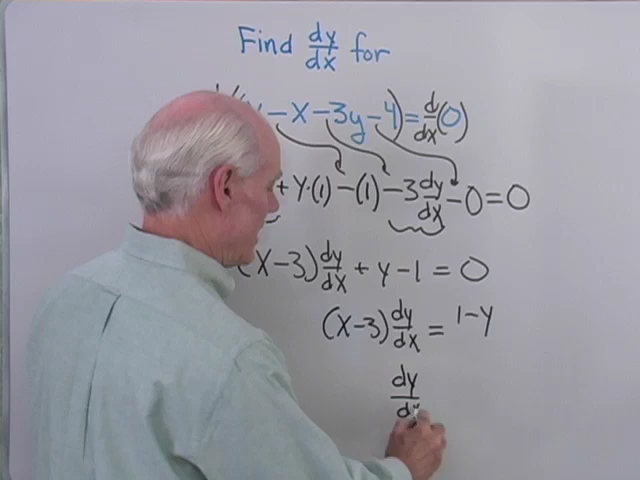 Find dy/dx for
- x - 3y - 4) = d/dx (0)
+ y·(1) - (1) - 3 dy/dx - 0 = 0
(x-3) dy/dx + y - 1 = 0
(x-3) dy/dx = 1-y
dy/dx